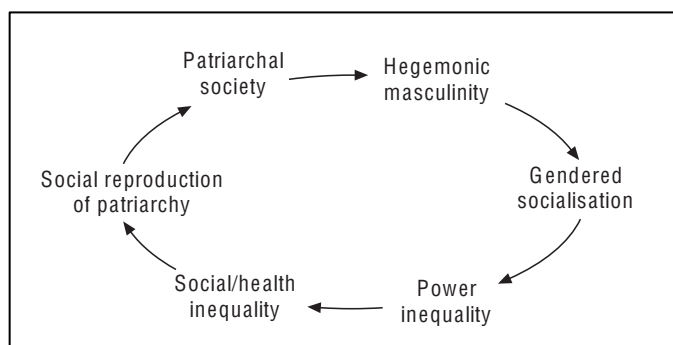 Patriarchal
society
Hegemonic
masculinity
Gendered
socialisation
Power
inequality
Social/health
inequality
Social reproduction
of patriarchy